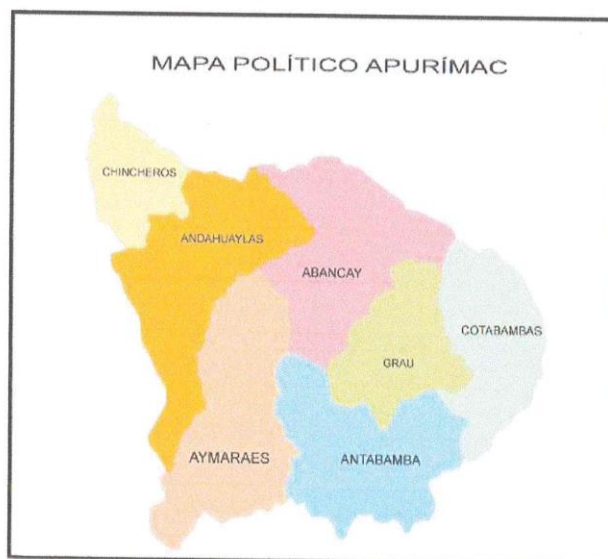 MAPA POLÍTICO APURÍMAC
CHINCHEROS
ANDAHUAYLAS
ABANCAY
COTABAMBAS
GRAU
AYMARAES
ANTABAMBA